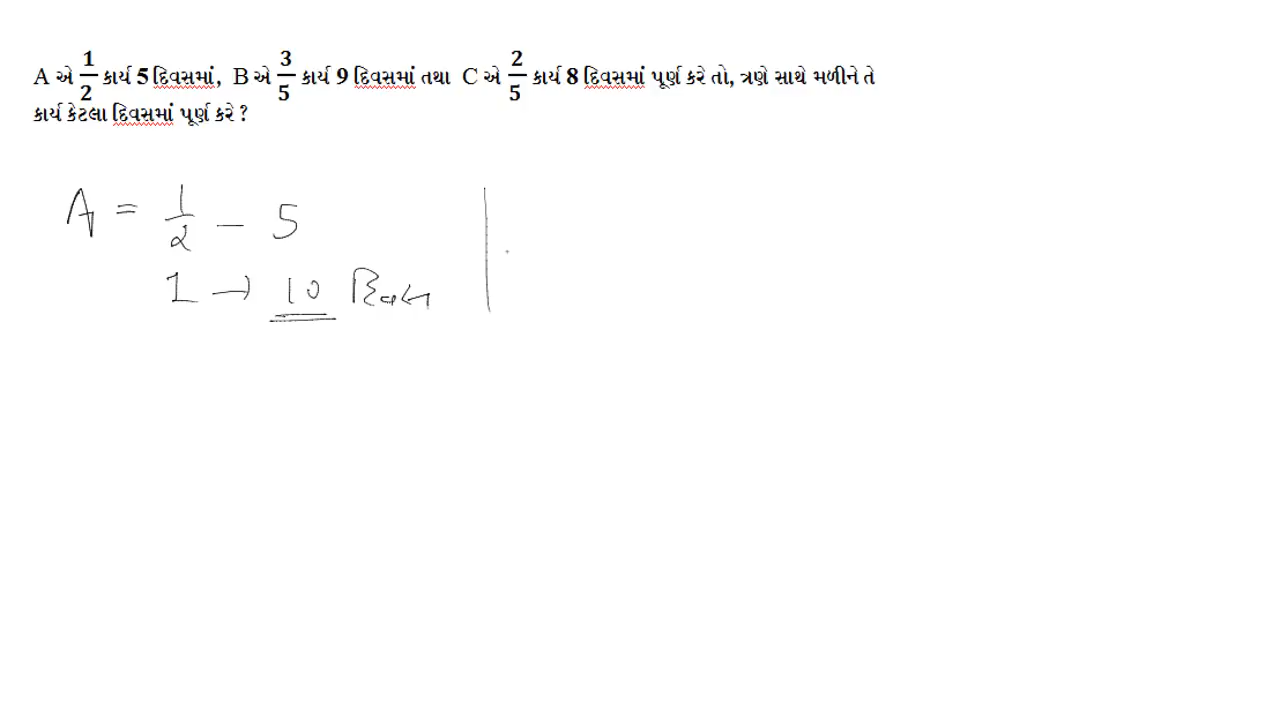 A એ 1/2 કાર્ય 5 દિવસમાં, B એ 3/5 કાર્ય 9 દિવસમાં તથા C એ 2/5 કાર્ય 8 દિવસમાં પૂર્ણ કરે તો, ત્રણે સાથે મળીને તે
કાર્ય કેટલા દિવસમાં પૂર્ણ કરે ?
A = 1/2 - 5
1 → 10 દિવસ